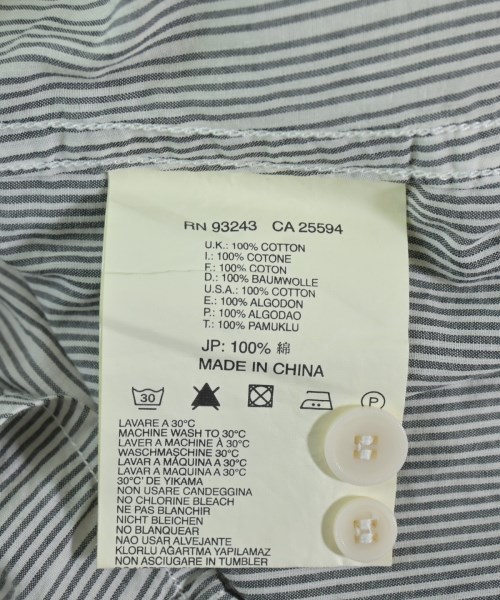 RN 93243 CA 25594
U.K.: 100% COTTON
I.: 100% COTONE
F.: 100% COTON
D.: 100% BAUMWOLLE
U.S.A.: 100% COTTON
E.: 100% ALGODON
P.: 100% ALGODAO
T.: 100% PAMUKLU
JP: 100% 綿
MADE IN CHINA
30 P
LAVARE A 30°C
MACHINE WASH TO 30°C
LAVER A MACHINE À 30°C
WASCHMASCHINE 30°C
LAVAR A MÁQUINA A 30°C
LAVAR A MÁQUINA A 30°C
30°C' DE YIKAMA
NON USARE CANDEGGINA
NO CHLORINE BLEACH
NE PAS BLANCHIR
NICHT BLEICHEN
NO BLANQUEAR
NAO USAR ALVEJANTE
KLORLU AĞARTMA YAPILAMAZ
NON ASCIUGARE IN TUMBLER